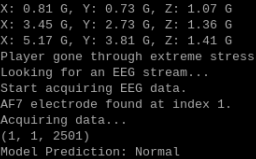 X: 0.81 G, Y: 0.73 G, Z: 1.07 G
X: 3.45 G, Y: 2.73 G, Z: 1.36 G
X: 5.17 G, Y: 3.81 G, Z: 1.41 G
Player gone through extreme stress
Looking for an EEG stream...
Start acquiring EEG data.
AF7 electrode found at index 1.
Acquiring data...
(1, 1, 2501)
Model Prediction: Normal